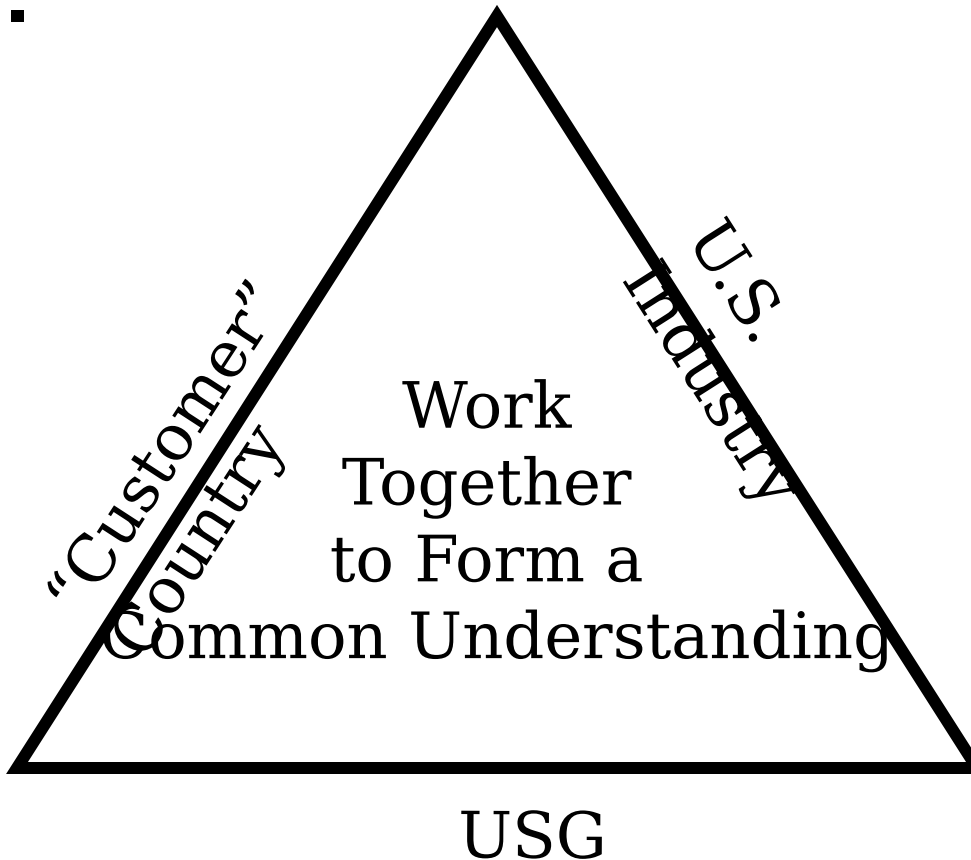 “Customer”
Country
U.S.
Industry
Work
Together
to Form a
Common Understanding
USG